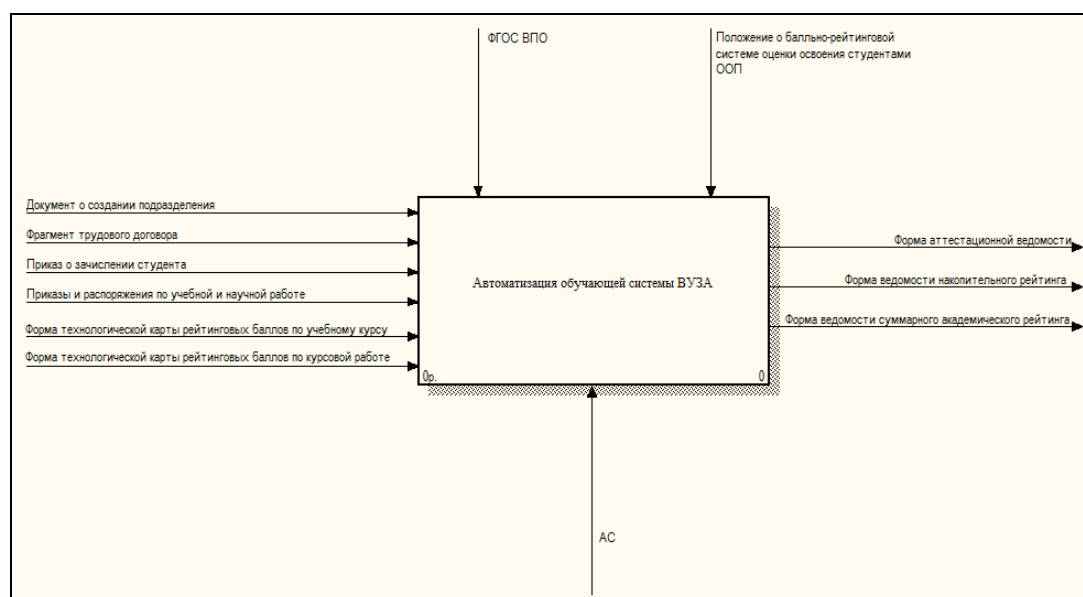 ФГОС ВПО
Положение о балльно-рейтинговой
системе оценки освоения студентами
ООП
Документ о создании подразделения
Фрагмент трудового договора
Приказ о зачислении студента
Приказы и распоряжения по учебной и научной работе
Форма технологической карты рейтинговых баллов по учебному курсу
Форма технологической карты рейтинговых баллов по курсовой работе
Автоматизация обучающей системы ВУЗА
0р.
0
Форма аттестационной ведомости
Форма ведомости накопительного рейтинга
Форма ведомости суммарного академического рейтинга
АС